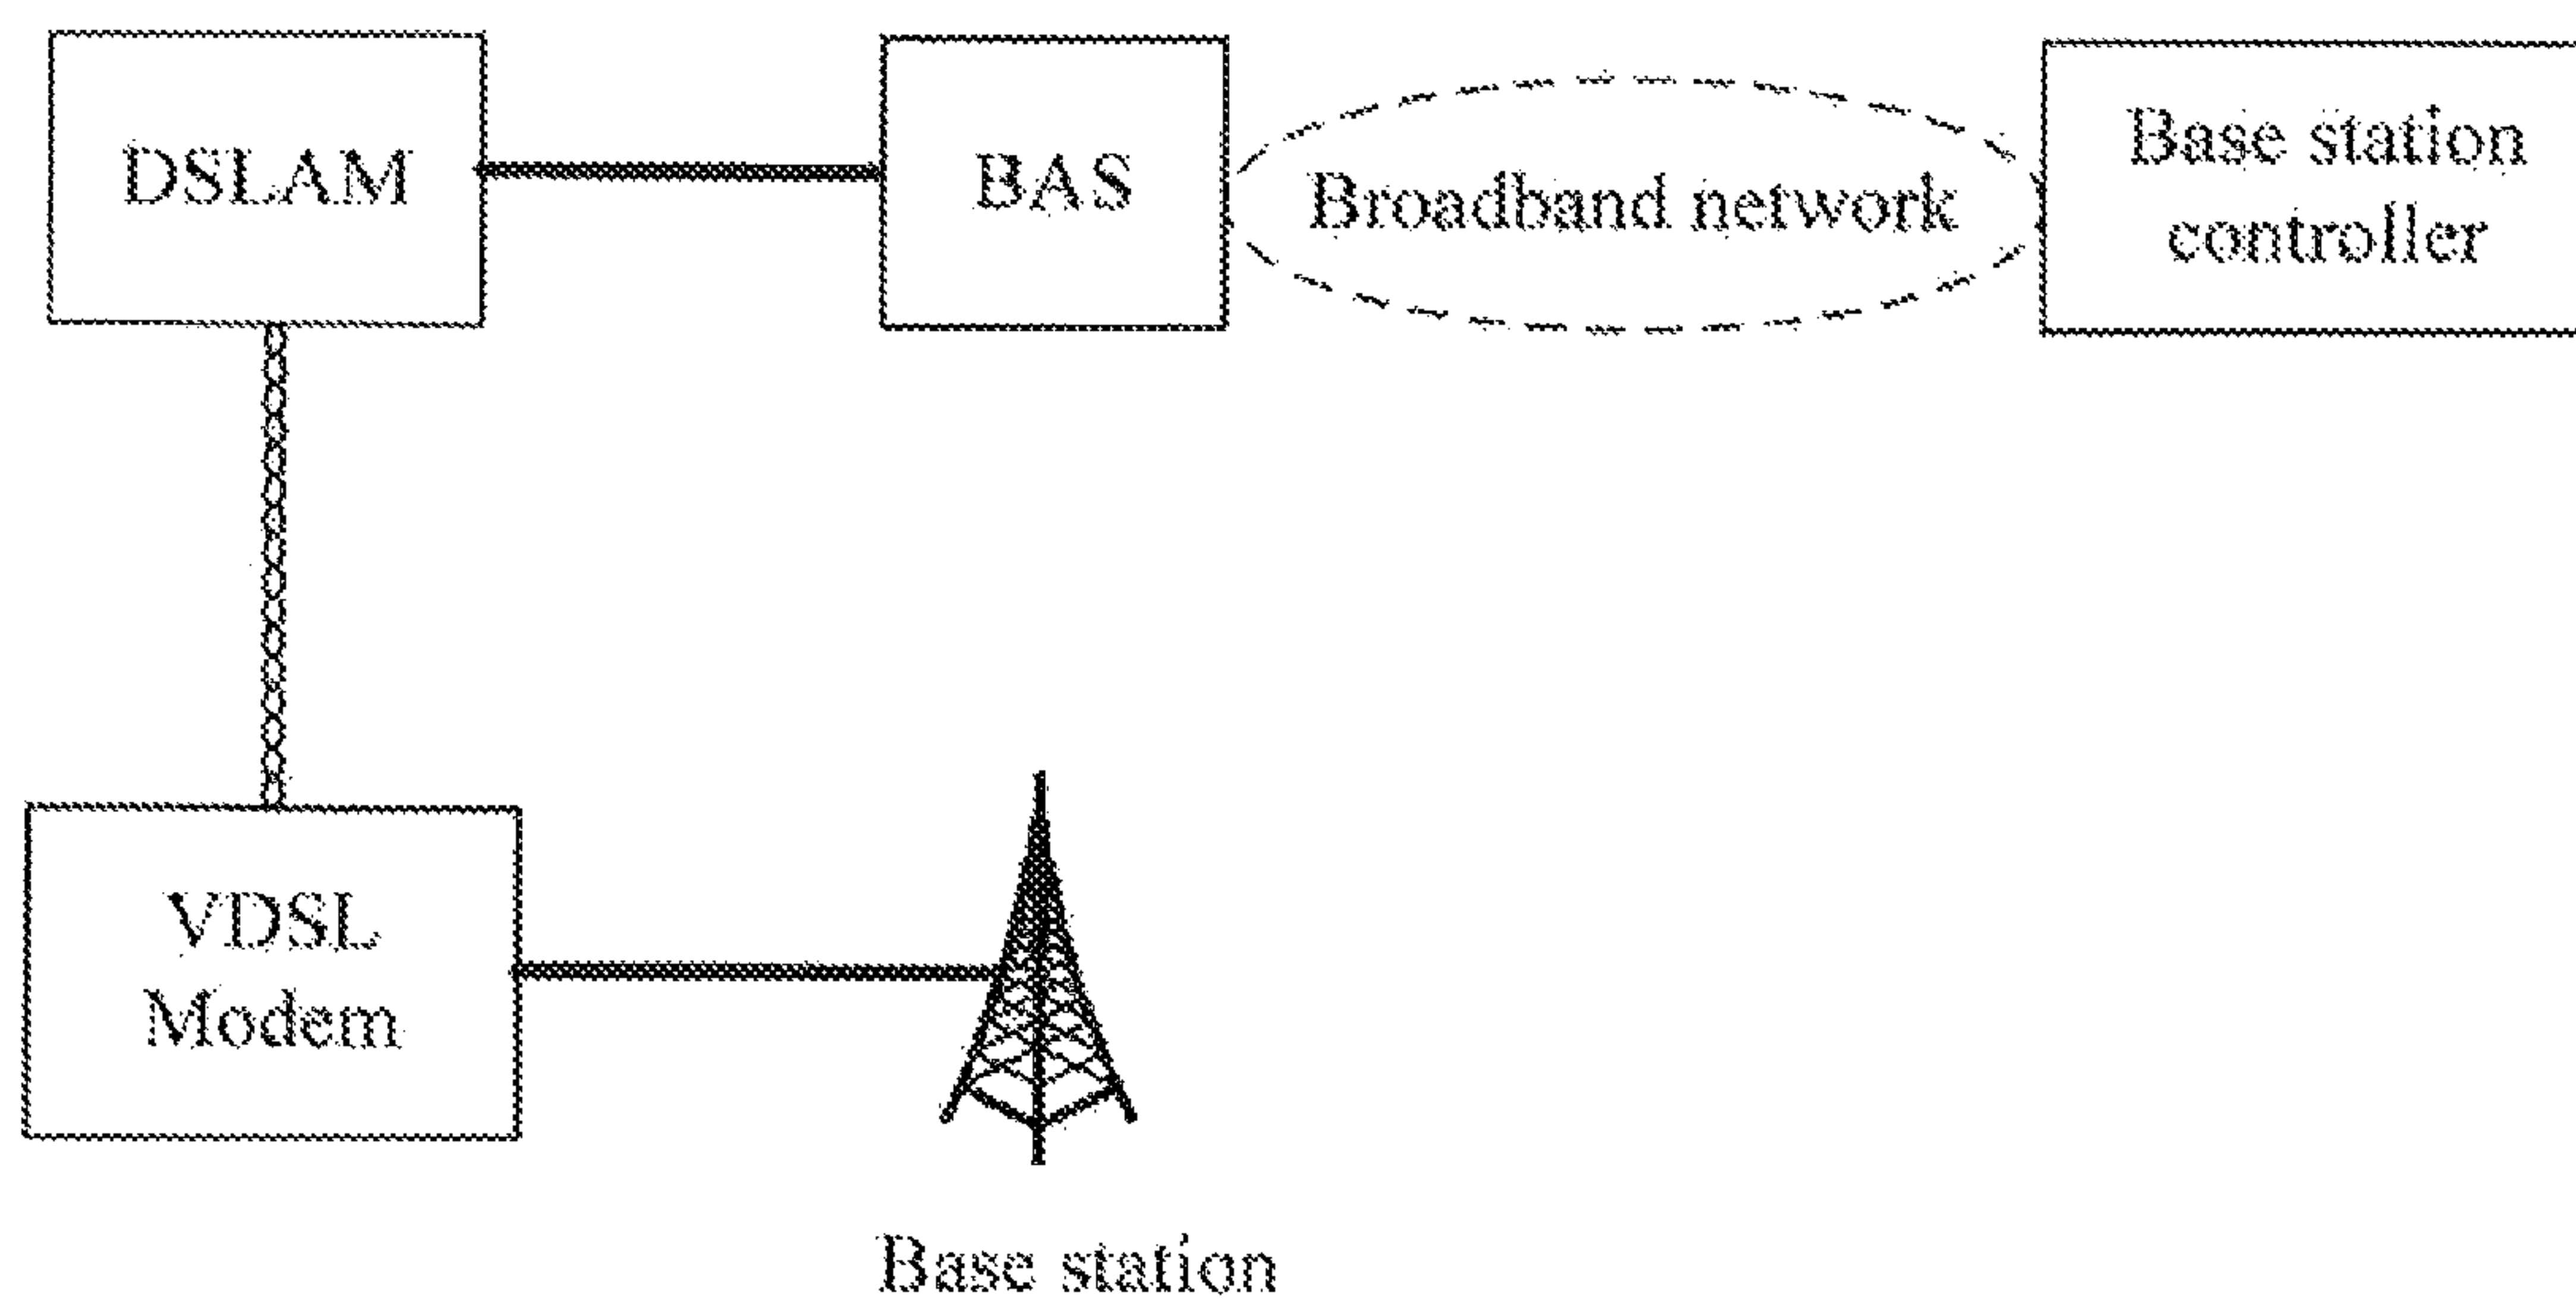 DSLAM
BAS
Broadband network
Base station
controller
VDSL
Modem
Base station